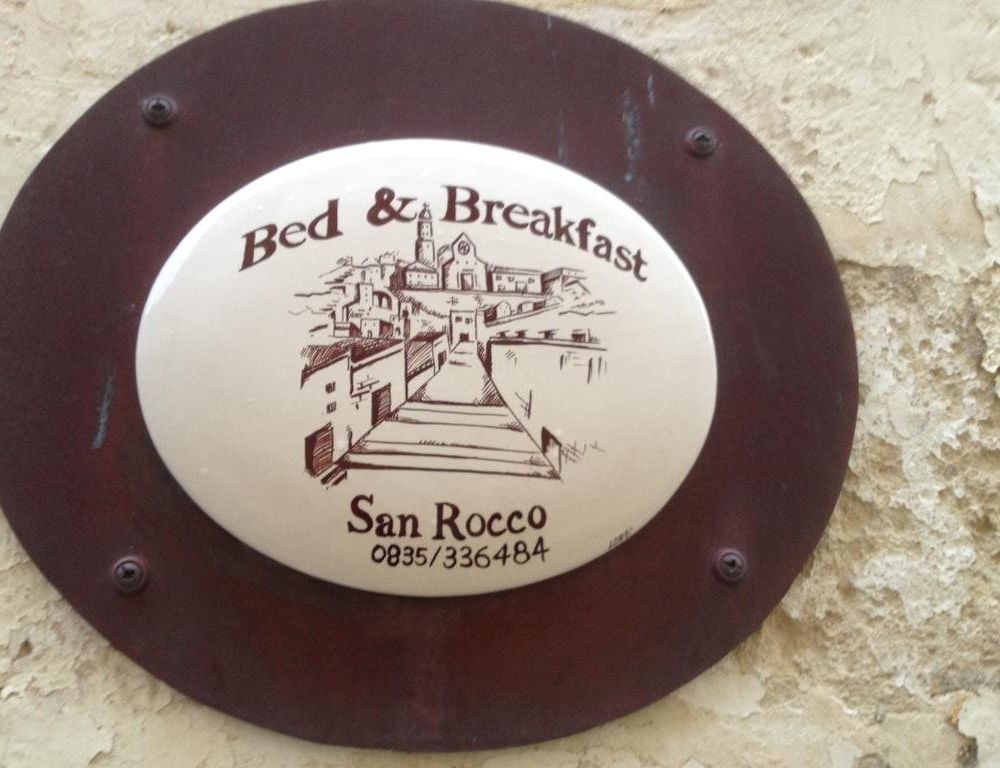 Bed & Breakfast
San Rocco
0835/336484